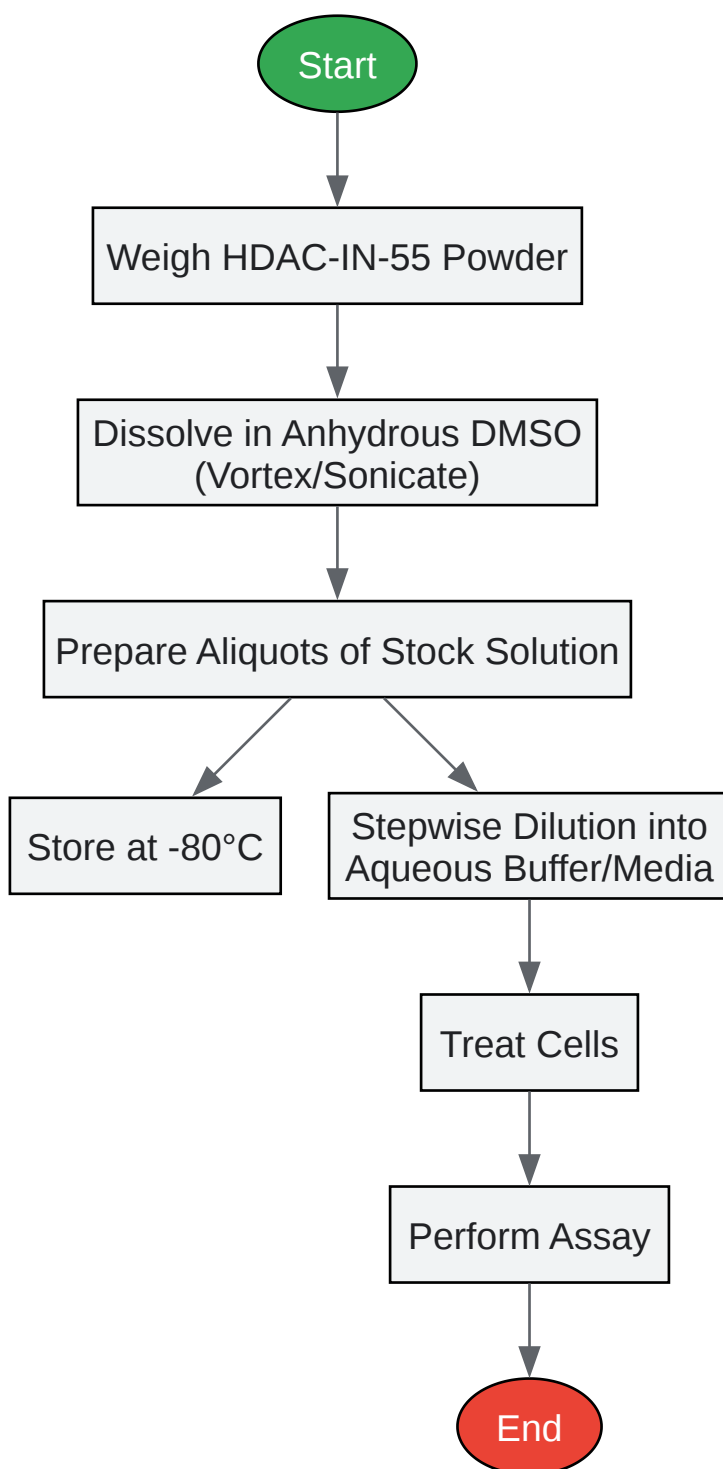 Start
Weigh HDAC-IN-55 Powder
Dissolve in Anhydrous DMSO
(Vortex/Sonicate)
Prepare Aliquots of Stock Solution
Store at -80°C
Stepwise Dilution into
Aqueous Buffer/Media
Treat Cells
Perform Assay
End